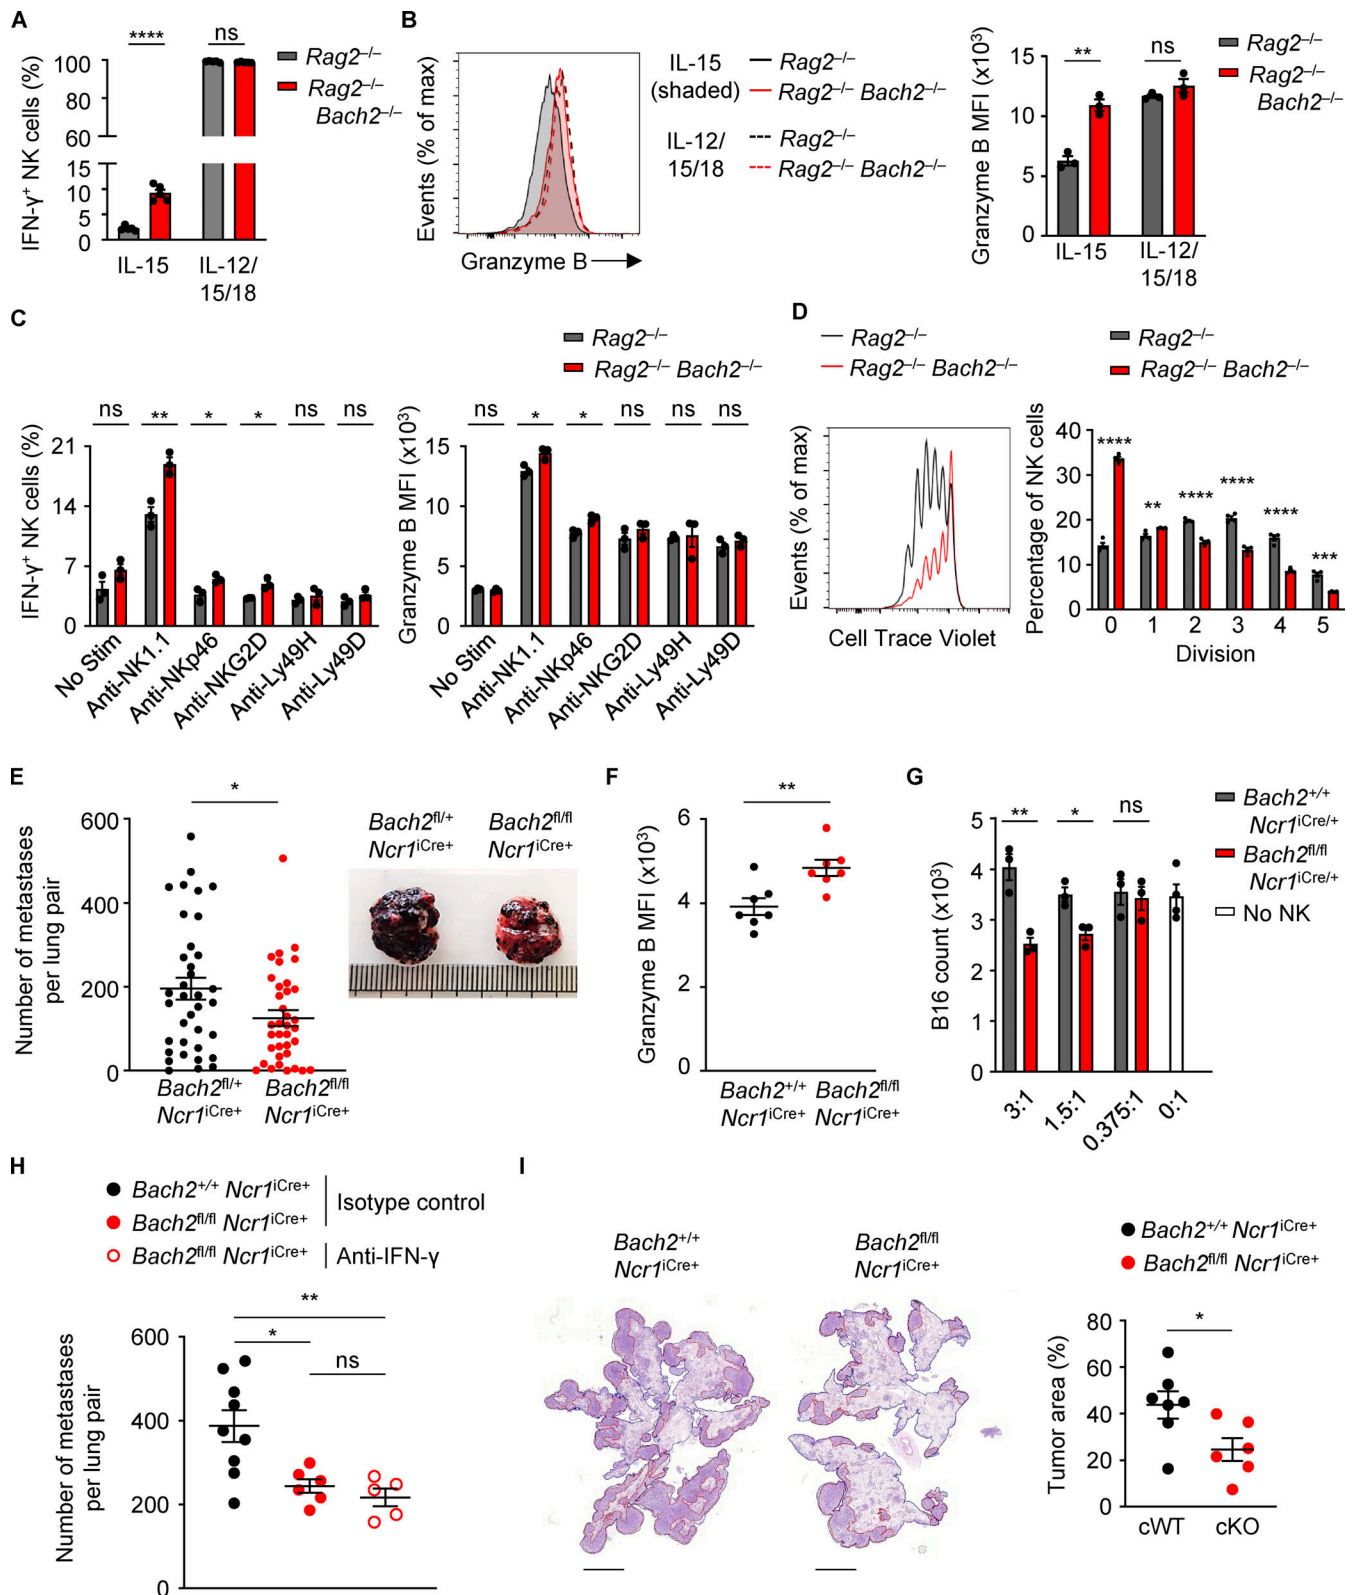 A
****
ns
Rag2–/–
Rag2–/–
Bach2–/–
IFN-γ+ NK cells (%)
100
80
60
15
10
5
0
IL-15
IL-12/
15/18
B
Events (% of max)
Granzyme B
IL-15
(shaded)
Rag2–/–
Rag2–/– Bach2–/–
IL-12/
15/18
Rag2–/–
Rag2–/– Bach2–/–
Granzyme B MFI (x103)
15
10
5
0
**
ns
IL-15
IL-12/
15/18
Rag2–/–
Rag2–/–
Bach2–/–
C
Rag2–/–
Rag2–/– Bach2–/–
IFN-γ+ NK cells (%)
21
14
7
0
ns
**
*
*
ns
ns
No Stim
Anti-NK1.1
Anti-NKp46
Anti-NKG2D
Anti-Ly49H
Anti-Ly49D
Granzyme B MFI (x103)
15
10
5
0
ns
*
*
ns
ns
ns
No Stim
Anti-NK1.1
Anti-NKp46
Anti-NKG2D
Anti-Ly49H
Anti-Ly49D
D
Rag2–/–
Rag2–/– Bach2–/–
Events (% of max)
Cell Trace Violet
Rag2–/–
Rag2–/– Bach2–/–
Percentage of NK cells
40
30
20
10
0
****
**
****
****
****
***
0 1 2 3 4 5
Division
E
Number of metastases
per lung pair
600
400
200
0
*
Bach2fl/+
Ncr1iCre+
Bach2fl/fl
Ncr1iCre+
Bach2fl/+
Ncr1iCre+
Bach2fl/fl
Ncr1iCre+
F
Granzyme B MFI (x103)
6
4
2
0
**
Bach2+/+
Ncr1iCre+
Bach2fl/fl
Ncr1iCre+
G
B16 count (x103)
5
4
3
2
1
0
**
*
ns
3:1
1.5:1
0.375:1
0:1
Bach2+/+
Ncr1iCre/+
Bach2fl/fl
Ncr1iCre/+
No NK
H
Bach2+/+ Ncr1iCre+
Bach2fl/fl Ncr1iCre+
Isotype control
Bach2fl/fl Ncr1iCre+
Anti-IFN-γ
Number of metastases
per lung pair
600
400
200
0
**
*
ns
I
Bach2+/+
Ncr1iCre+
Bach2fl/fl
Ncr1iCre+
Bach2+/+ Ncr1iCre+
Bach2fl/fl Ncr1iCre+
Tumor area (%)
80
60
40
20
0
*
cWT
cKO